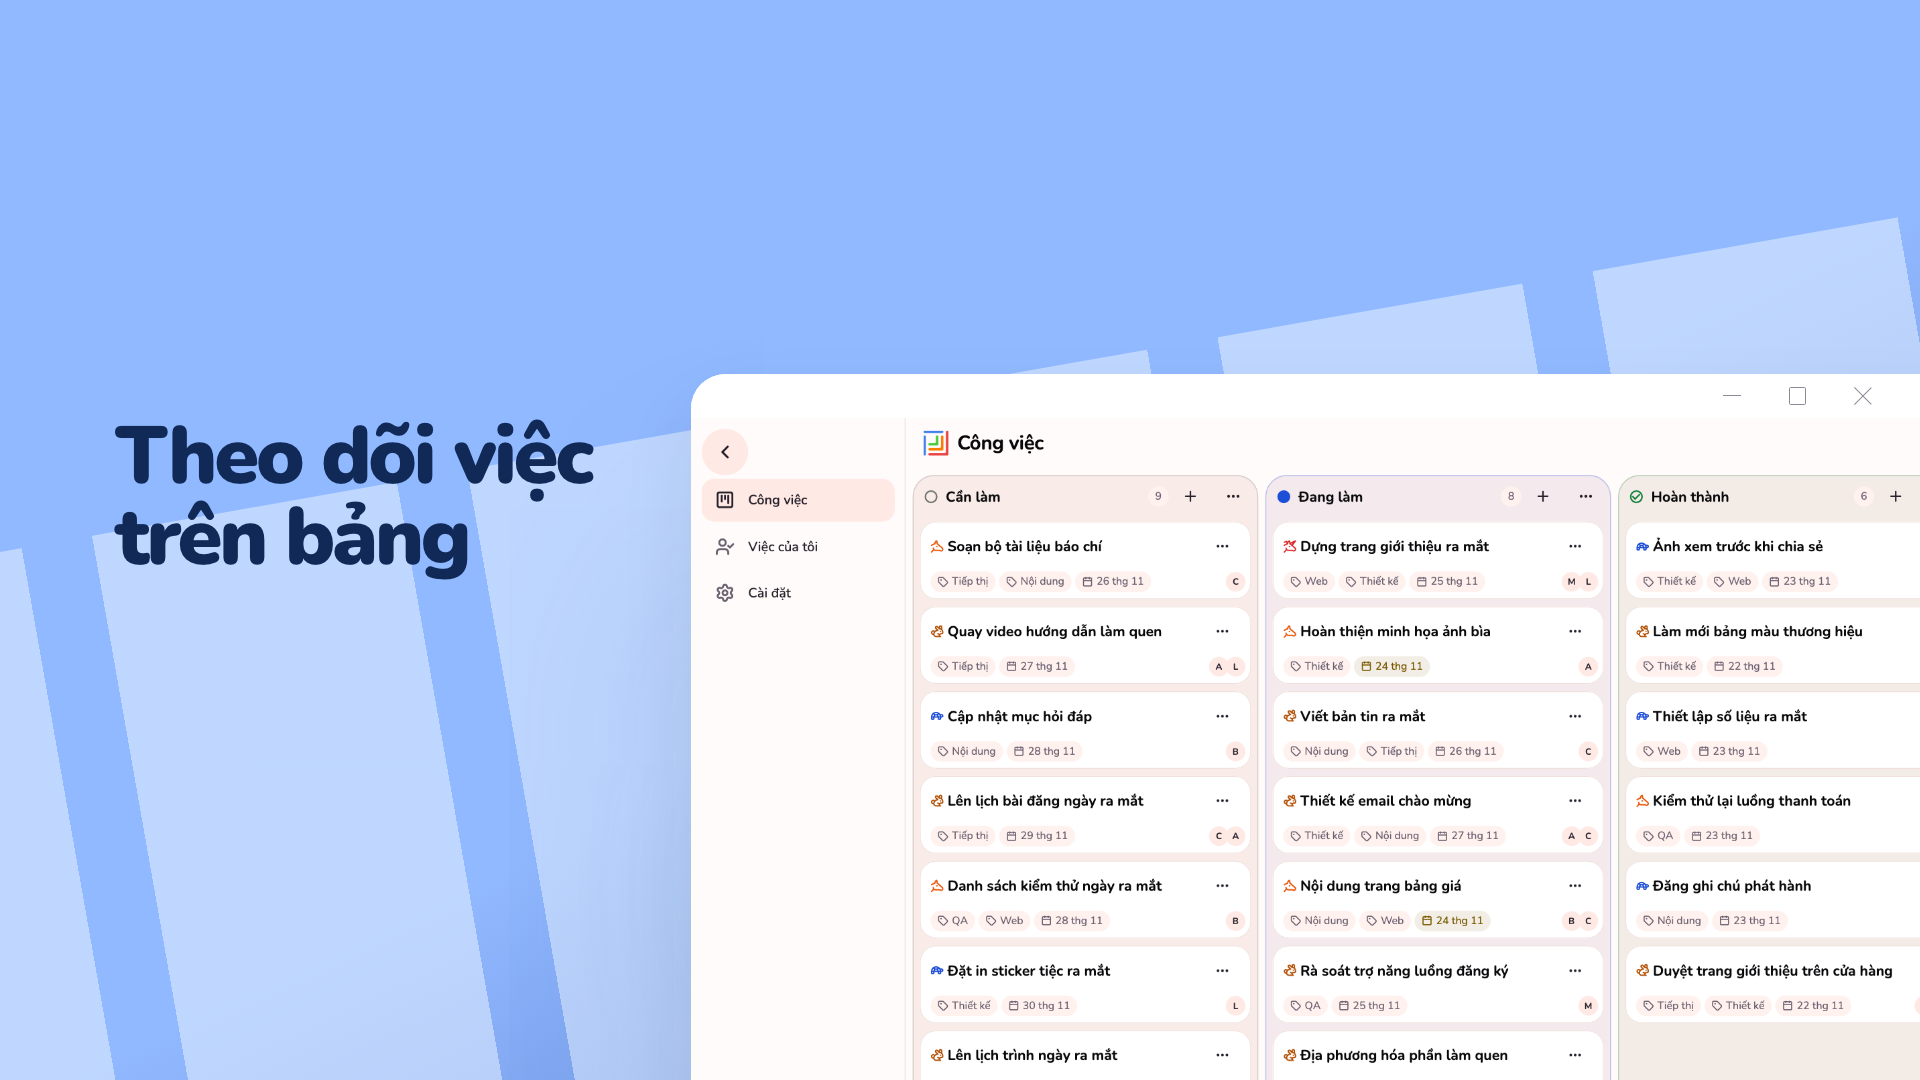 Theo dõi việc
trên bảng
Công việc
Việc của tôi
Cài đặt
Công việc
Cần làm 9
Soạn bộ tài liệu báo chí
Tiếp thị Nội dung 26 thg 11 C
Quay video hướng dẫn làm quen
Tiếp thị 27 thg 11 A L
Cập nhật mục hỏi đáp
Nội dung 28 thg 11 B
Lên lịch bài đăng ngày ra mắt
Tiếp thị 29 thg 11 C A
Danh sách kiểm thử ngày ra mắt
QA Web 28 thg 11 B
Đặt in sticker tiệc ra mắt
Thiết kế 30 thg 11 L
Lên lịch trình ngày ra mắt
Đang làm 8
Dựng trang giới thiệu ra mắt
Web Thiết kế 25 thg 11 M L
Hoàn thiện minh họa ảnh bìa
Thiết kế 24 thg 11 A
Viết bản tin ra mắt
Nội dung Tiếp thị 26 thg 11 C
Thiết kế email chào mừng
Thiết kế Nội dung 27 thg 11 A C
Nội dung trang bảng giá
Nội dung Web 24 thg 11 B C
Rà soát trợ năng luồng đăng ký
QA 25 thg 11 M
Địa phương hóa phần làm quen
Hoàn thành 6
Ảnh xem trước khi chia sẻ
Thiết kế Web 23 thg 11
Làm mới bảng màu thương hiệu
Thiết kế 22 thg 11
Thiết lập số liệu ra mắt
Web 23 thg 11
Kiểm thử lại luồng thanh toán
QA 23 thg 11
Đăng ghi chú phát hành
Nội dung 23 thg 11
Duyệt trang giới thiệu trên cửa hàng
Tiếp thị Thiết kế 22 thg 11